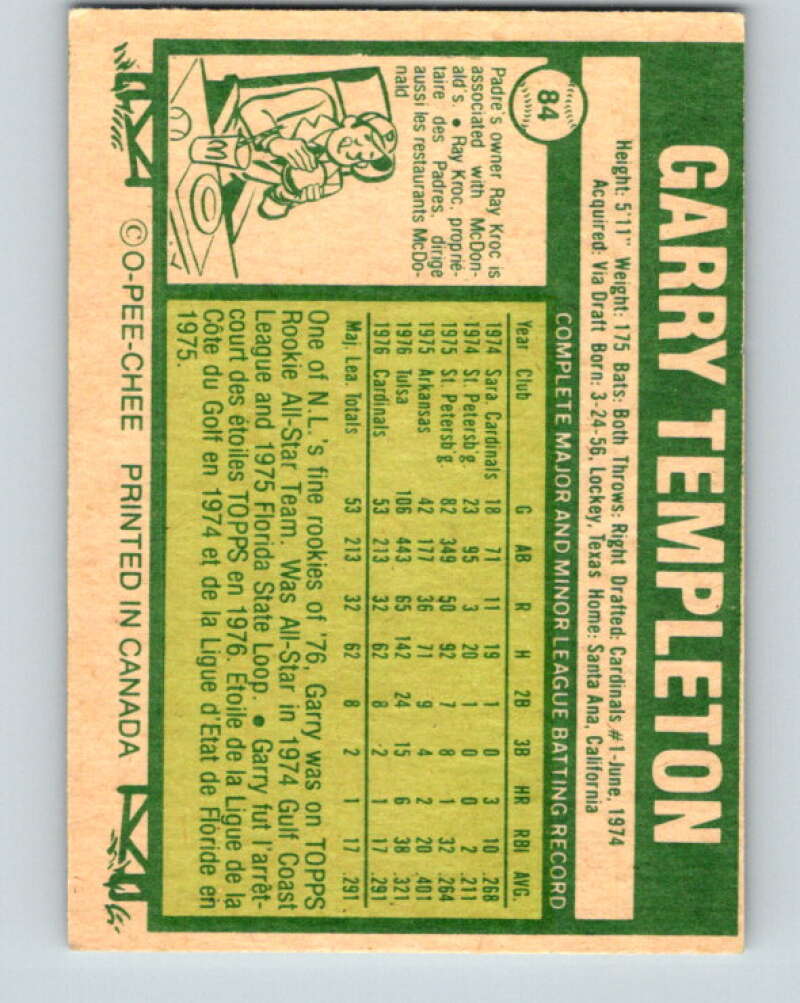 84
GARRY TEMPLETON
Height: 5'11" Weight: 175 Bats: Both Throws: Right Drafted: Cardinals #1-June, 1974
Acquired: Via Draft Born: 3-24-56, Lockey, Texas Home: Santa Ana, California
Padre's owner Ray Kroc is
associated with McDon-
ald's. • Ray Kroc, proprié-
taire des Padres, dirige
aussi les restaurants McDo-
nald
COMPLETE MAJOR AND MINOR LEAGUE BATTING RECORD
Year Club G AB R H 2B 3B HR RBI AVG.
1974 Sara. Cardinals 18 71 11 19 1 0 3 10 .268
1974 St. Petersb'g 23 95 3 20 1 0 0 2 .211
1975 St. Petersb'g 82 349 50 92 7 8 1 32 .264
1975 Arkansas 42 177 36 71 9 4 2 20 .401
1976 Tulsa 106 443 65 142 24 15 6 38 .321
1976 Cardinals 53 213 32 62 8 2 1 17 .291
Maj. Lea. Totals 53 213 32 62 8 2 1 17 .291
One of N.L.'s fine rookies of '76, Garry was on TOPPS
Rookie All-Star Team. Was All-Star in 1974 Gulf Coast
League and 1975 Florida State Loop. • Garry fut l'arrêt-
court des étoiles TOPPS en 1976. Étoile de la Ligue de la
Côte du Golf en 1974 et de la Ligue d'Etat de Floride en
1975.
© O-PEE-CHEE PRINTED IN CANADA